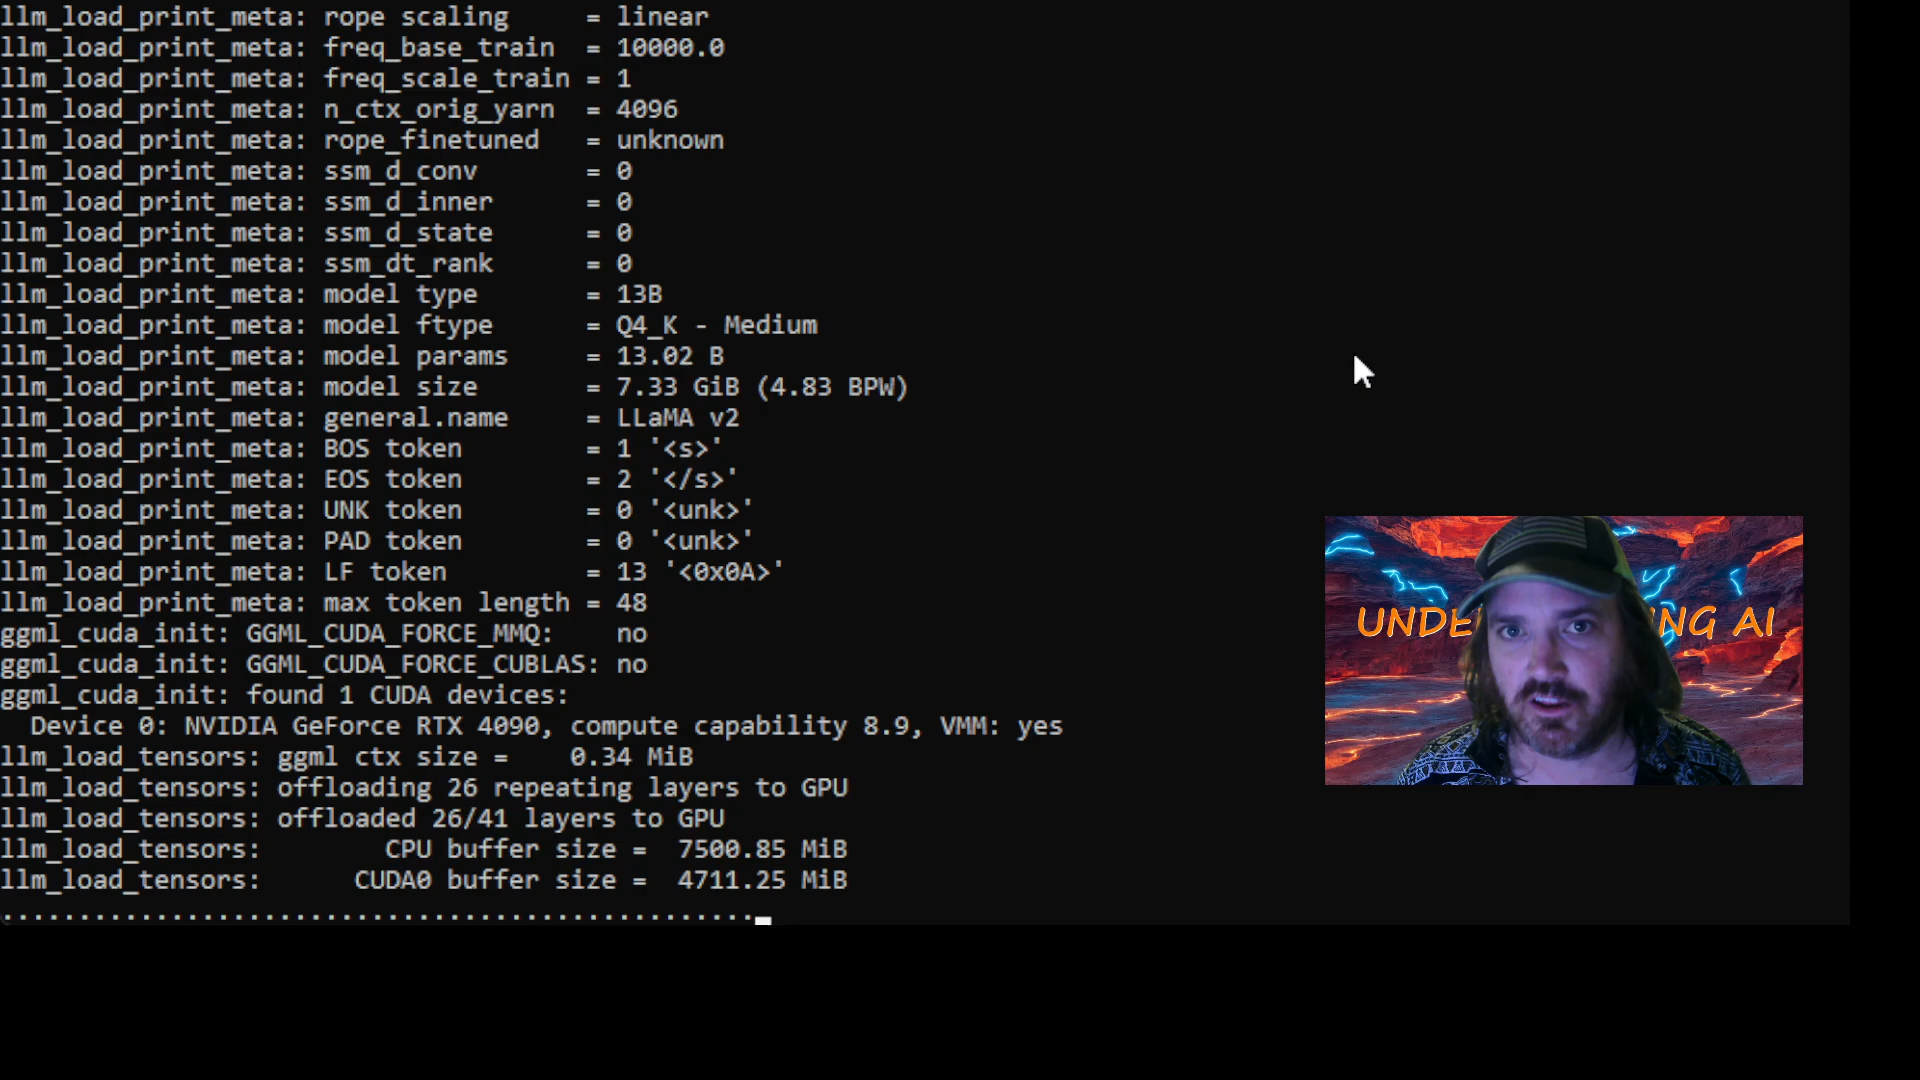 llm_load_print_meta: rope scaling     = linear
llm_load_print_meta: freq_base_train  = 10000.0
llm_load_print_meta: freq_scale_train = 1
llm_load_print_meta: n_ctx_orig_yarn  = 4096
llm_load_print_meta: rope_finetuned   = unknown
llm_load_print_meta: ssm_d_conv       = 0
llm_load_print_meta: ssm_d_inner      = 0
llm_load_print_meta: ssm_d_state      = 0
llm_load_print_meta: ssm_dt_rank      = 0
llm_load_print_meta: model type       = 13B
llm_load_print_meta: model ftype      = Q4_K - Medium
llm_load_print_meta: model params     = 13.02 B
llm_load_print_meta: model size       = 7.33 GiB (4.83 BPW)
llm_load_print_meta: general.name     = LLaMA v2
llm_load_print_meta: BOS token        = 1 '<s>'
llm_load_print_meta: EOS token        = 2 '</s>'
llm_load_print_meta: UNK token        = 0 '<unk>'
llm_load_print_meta: PAD token        = 0 '<unk>'
llm_load_print_meta: LF token         = 13 '<0x0A>'
llm_load_print_meta: max token length = 48
ggml_cuda_init: GGML_CUDA_FORCE_MMQ:    no
ggml_cuda_init: GGML_CUDA_FORCE_CUBLAS: no
ggml_cuda_init: found 1 CUDA devices:
  Device 0: NVIDIA GeForce RTX 4090, compute capability 8.9, VMM: yes
llm_load_tensors: ggml ctx size =    0.34 MiB
llm_load_tensors: offloading 26 repeating layers to GPU
llm_load_tensors: offloaded 26/41 layers to GPU
llm_load_tensors:        CPU buffer size =  7500.85 MiB
llm_load_tensors:      CUDA0 buffer size =  4711.25 MiB
.................................................
UNDE NG AI